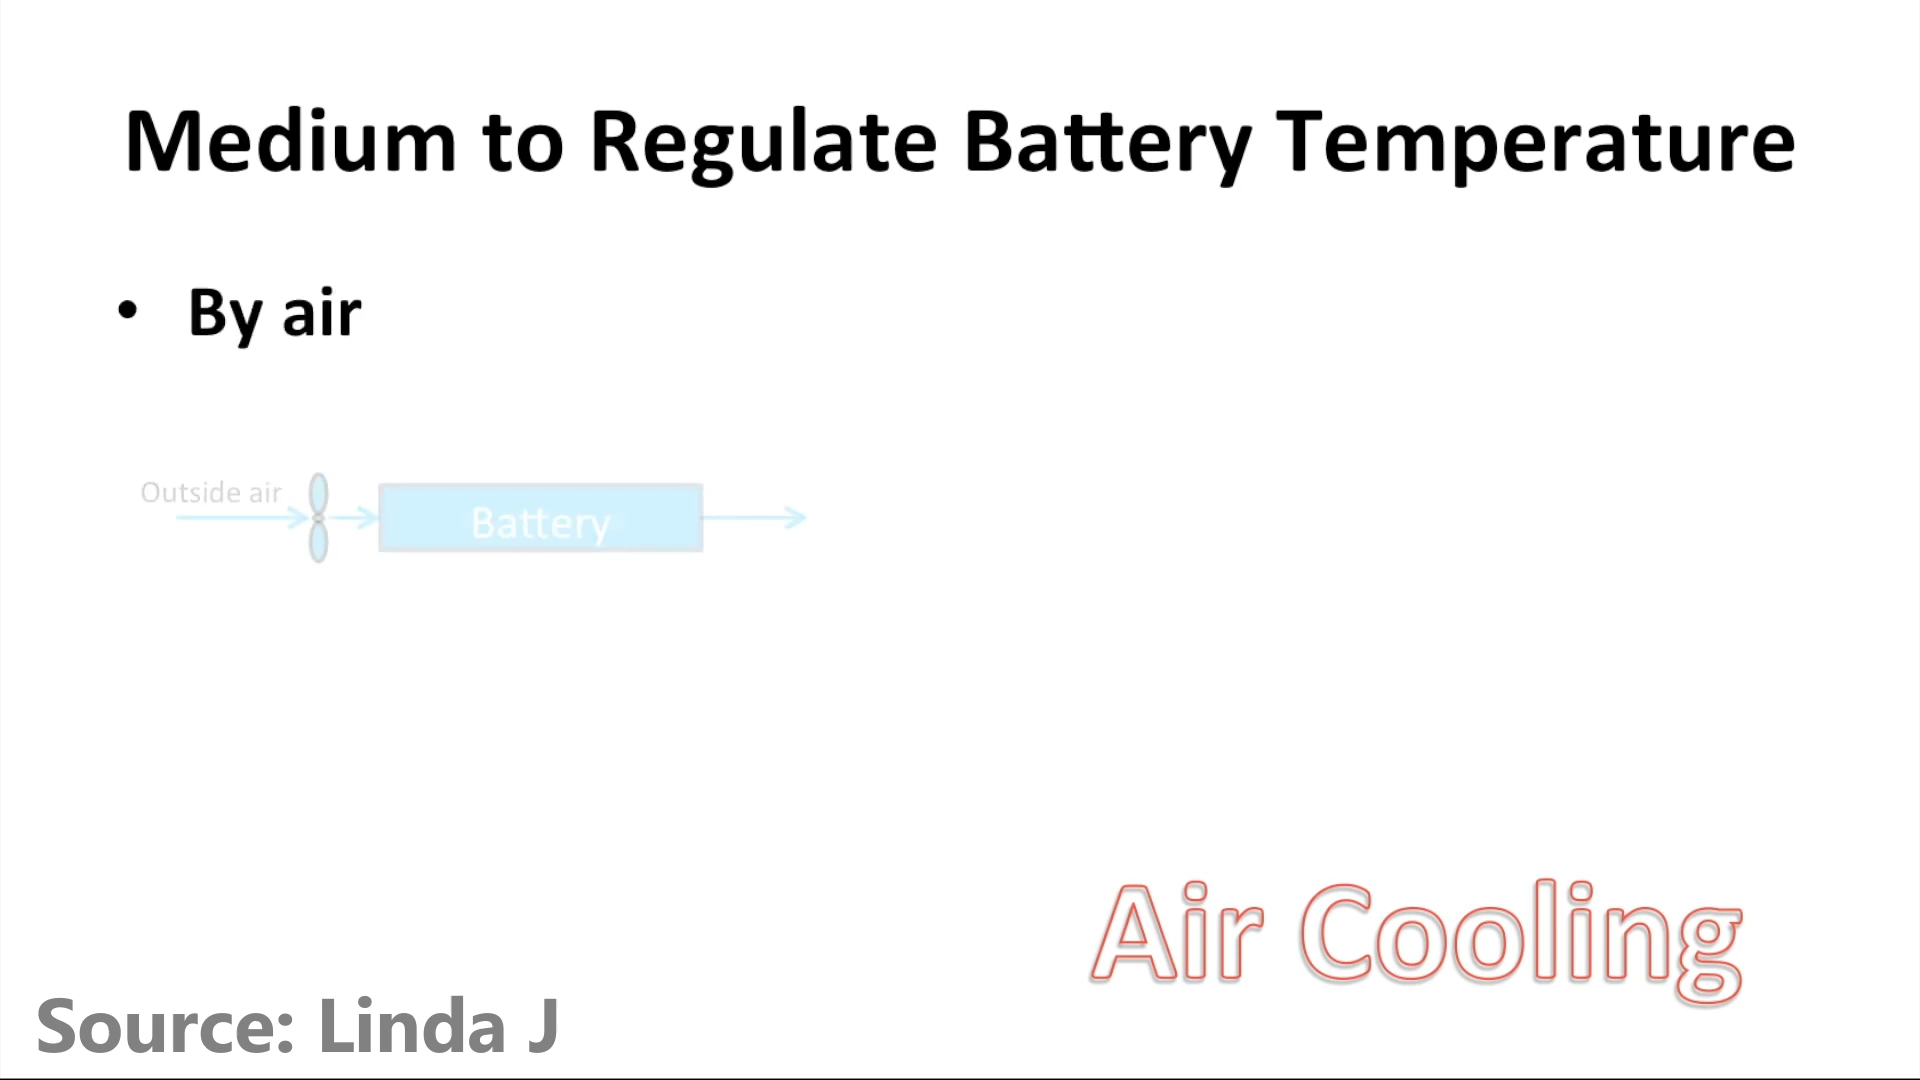 Medium to Regulate Battery Temperature
• By air
Outside air
Battery
Air Cooling
Source: Linda J